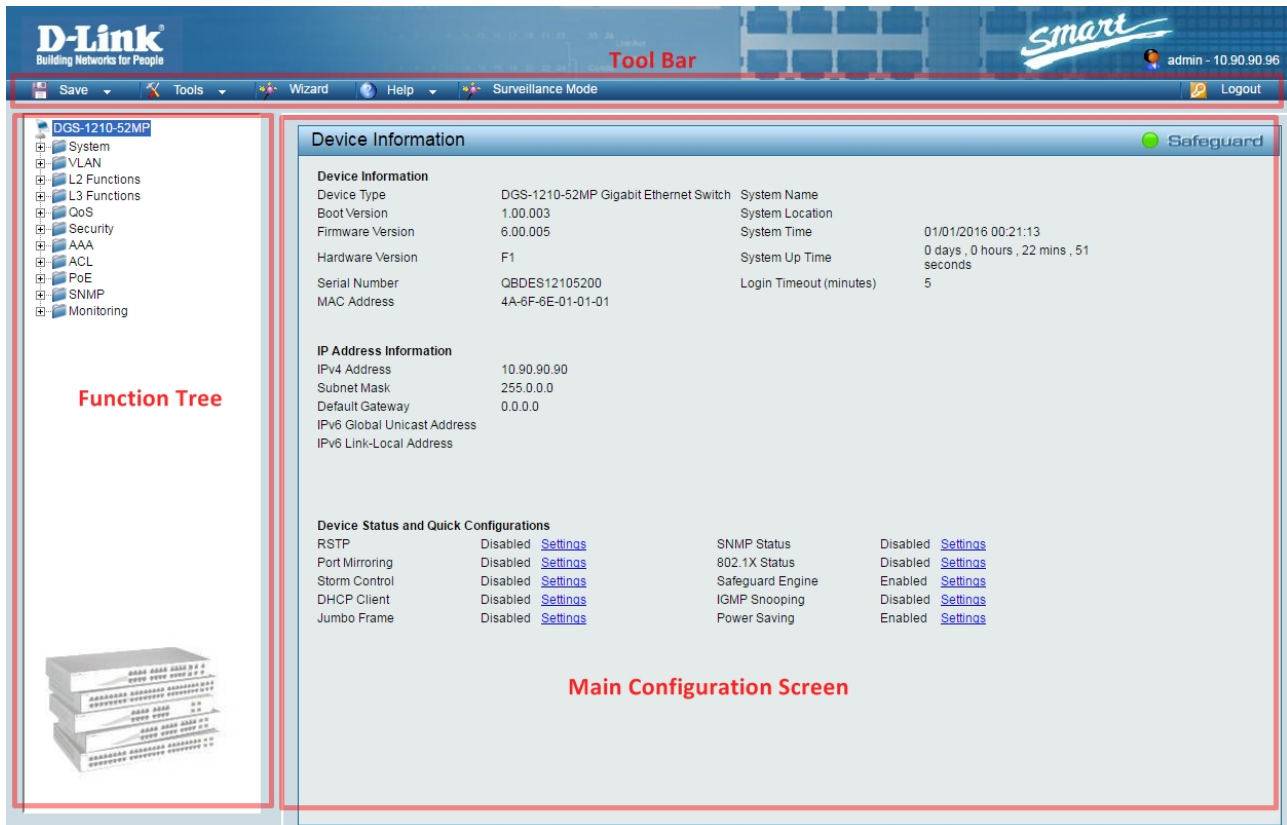 D-Link
Building Networks for People
smart
Tool Bar
admin - 10.90.90.96
Save Tools Wizard Help Surveillance Mode Logout
DGS-1210-52MP
System
VLAN
L2 Functions
L3 Functions
QoS
Security
AAA
ACL
PoE
SNMP
Monitoring
Function Tree
Device Information Safeguard
Device Information
Device Type DGS-1210-52MP Gigabit Ethernet Switch System Name
Boot Version 1.00.003 System Location
Firmware Version 6.00.005 System Time 01/01/2016 00:21:13
Hardware Version F1 System Up Time 0 days , 0 hours , 22 mins , 51 seconds
Serial Number QBDES12105200 Login Timeout (minutes) 5
MAC Address 4A-6F-6E-01-01-01
IP Address Information
IPv4 Address 10.90.90.90
Subnet Mask 255.0.0.0
Default Gateway 0.0.0.0
IPv6 Global Unicast Address
IPv6 Link-Local Address
Device Status and Quick Configurations
RSTP Disabled Settings SNMP Status Disabled Settings
Port Mirroring Disabled Settings 802.1X Status Disabled Settings
Storm Control Disabled Settings Safeguard Engine Enabled Settings
DHCP Client Disabled Settings IGMP Snooping Disabled Settings
Jumbo Frame Disabled Settings Power Saving Enabled Settings
Main Configuration Screen